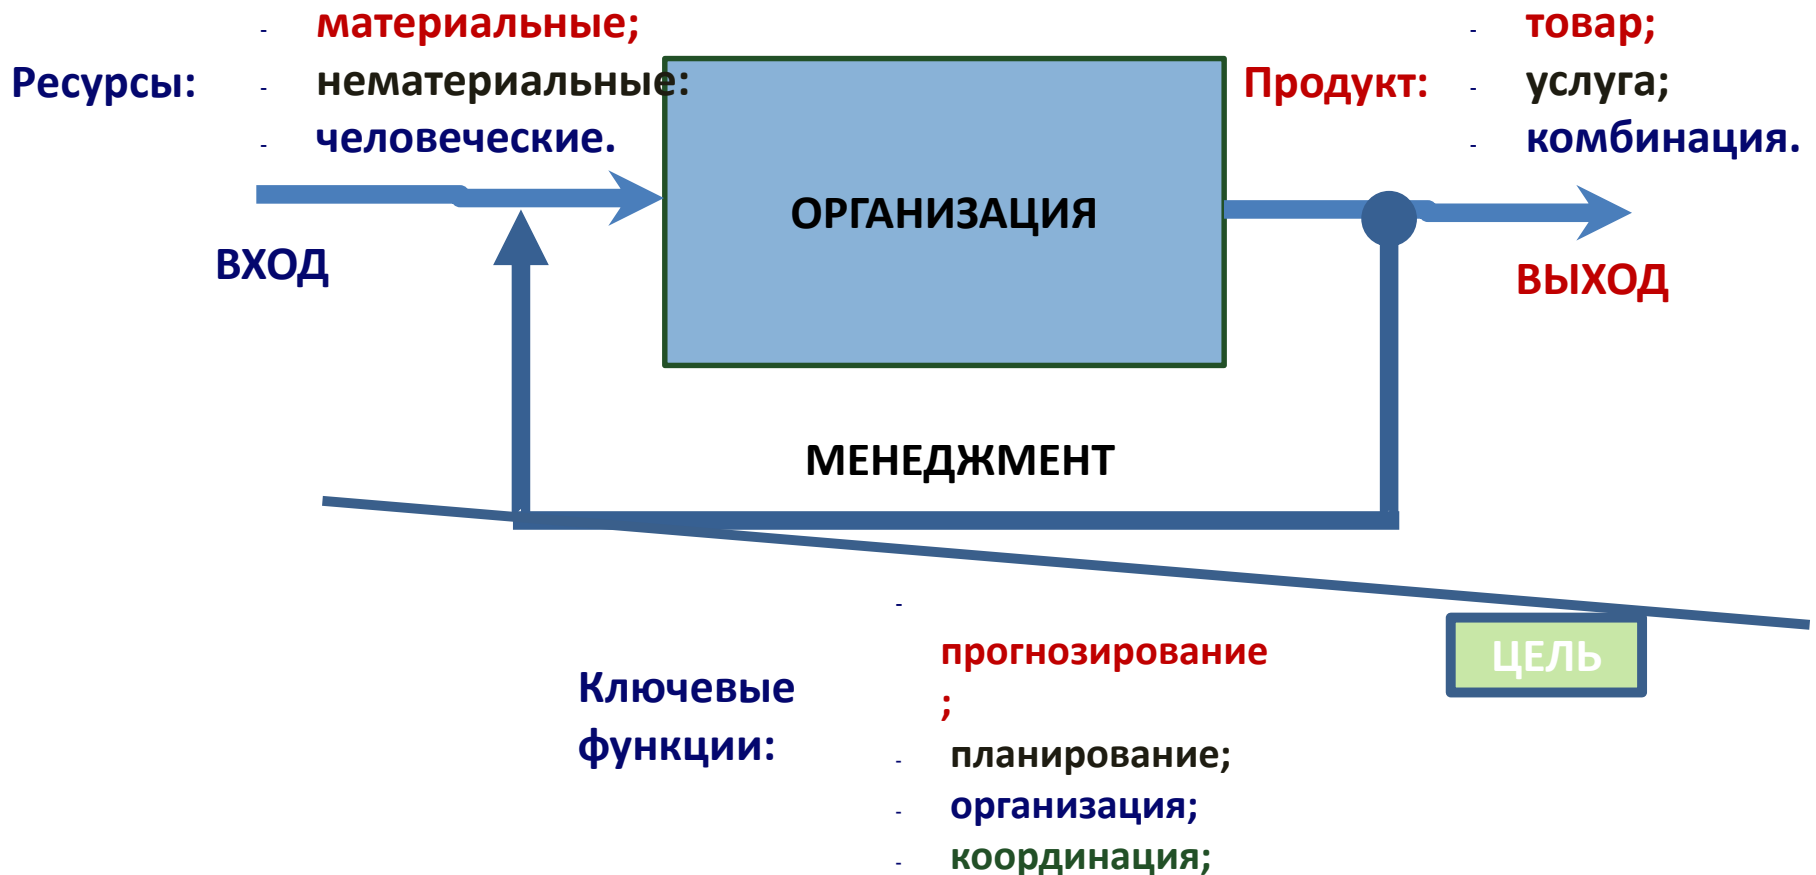 Ресурсы:
- материальные;
- нематериальные:
- человеческие.
ВХОД
ОРГАНИЗАЦИЯ
Продукт:
- товар;
- услуга;
- комбинация.
ВЫХОД
МЕНЕДЖМЕНТ
ЦЕЛЬ
Ключевые
функции:
-
прогнозирование
;
- планирование;
- организация;
- координация;